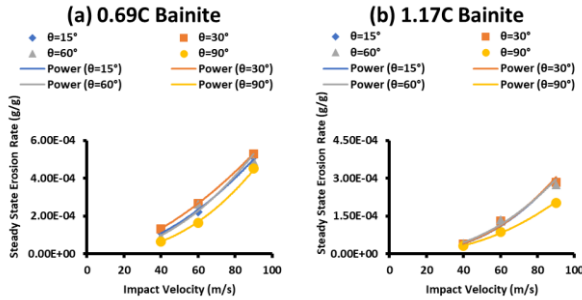 (a) 0.69C Bainite
θ=15° θ=30°
θ=60° θ=90°
Power (θ=15°) Power (θ=30°)
Power (θ=60°) Power (θ=90°)
Steady State Erosion Rate (g/g)
6.00E-04
4.00E-04
2.00E-04
0.00E+00
0 20 40 60 80 100
Impact Velocity (m/s)
(b) 1.17C Bainite
θ=15° θ=30°
θ=60° θ=90°
Power (θ=15°) Power (θ=30°)
Power (θ=60°) Power (θ=90°)
Steady State Erosion Rate (g/g)
4.50E-04
3.00E-04
1.50E-04
0.00E+00
0 20 40 60 80 100
Impact Velocity (m/s)